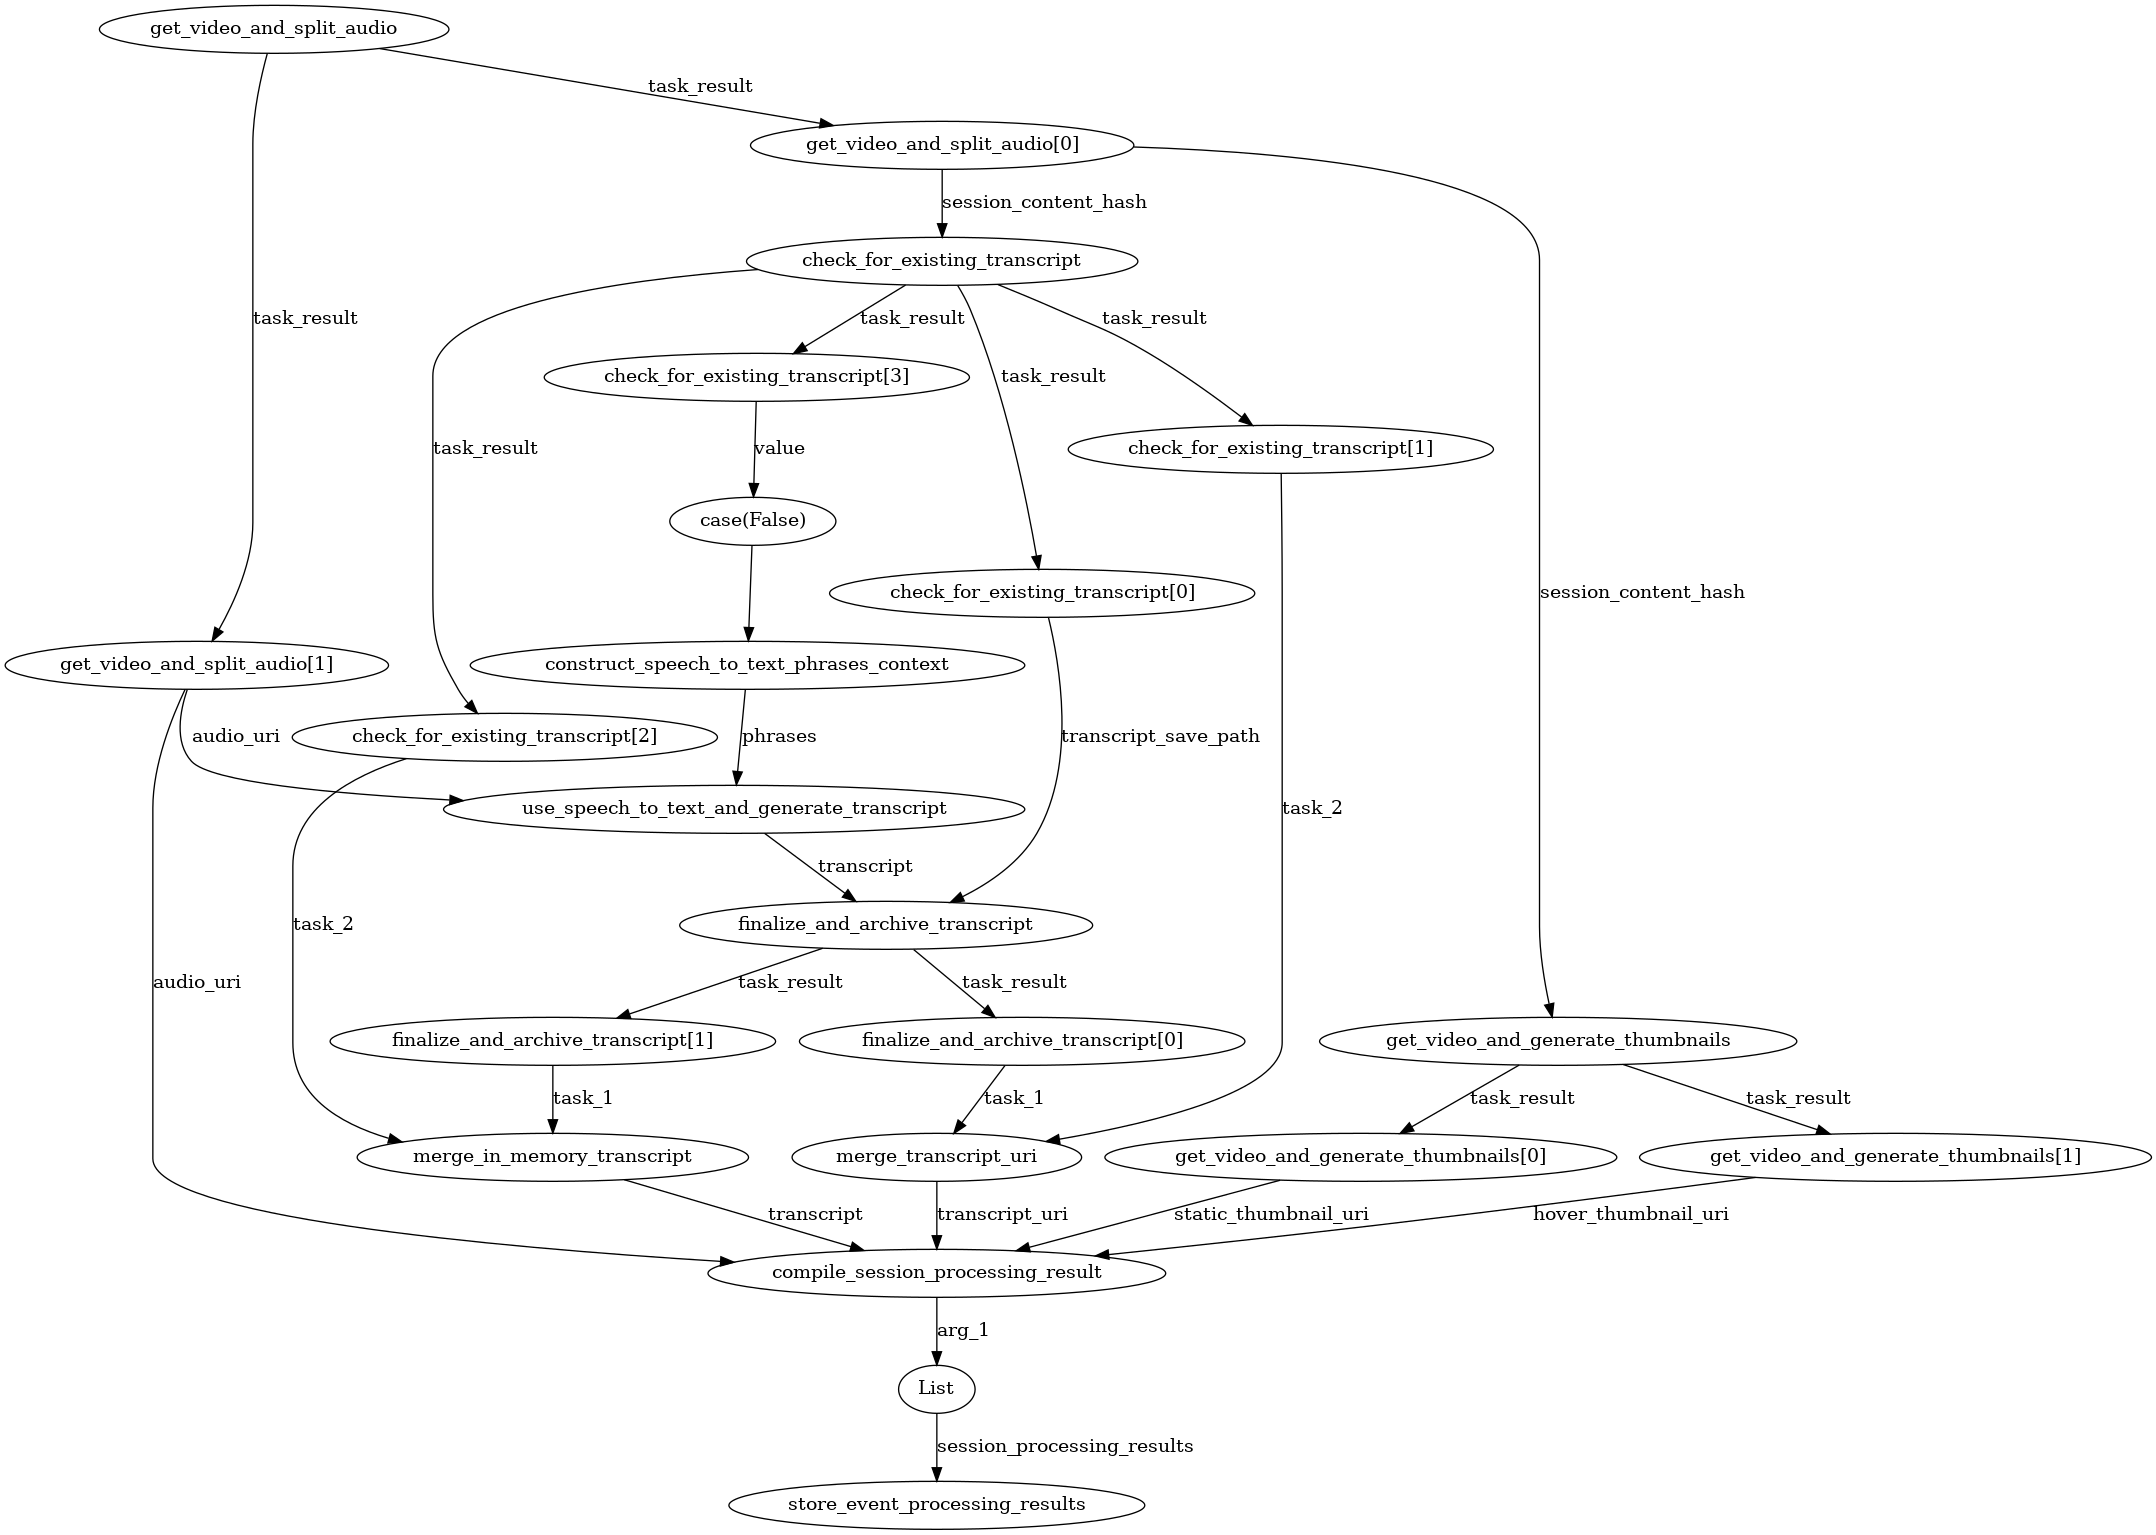 get_video_and_split_audio
task_result
get_video_and_split_audio[0]
session_content_hash
check_for_existing_transcript
task_result
task_result
task_result
task_result
check_for_existing_transcript[3]
check_for_existing_transcript[1]
task_result
value
case(False)
session_content_hash
check_for_existing_transcript[0]
get_video_and_split_audio[1]
construct_speech_to_text_phrases_context
audio_uri
check_for_existing_transcript[2]
phrases
transcript_save_path
use_speech_to_text_and_generate_transcript
task_2
transcript
task_2
finalize_and_archive_transcript
audio_uri
task_result
task_result
finalize_and_archive_transcript[1]
finalize_and_archive_transcript[0]
get_video_and_generate_thumbnails
task_1
task_1
task_result
task_result
merge_in_memory_transcript
merge_transcript_uri
get_video_and_generate_thumbnails[0]
get_video_and_generate_thumbnails[1]
transcript
transcript_uri
static_thumbnail_uri
hover_thumbnail_uri
compile_session_processing_result
arg_1
List
session_processing_results
store_event_processing_results